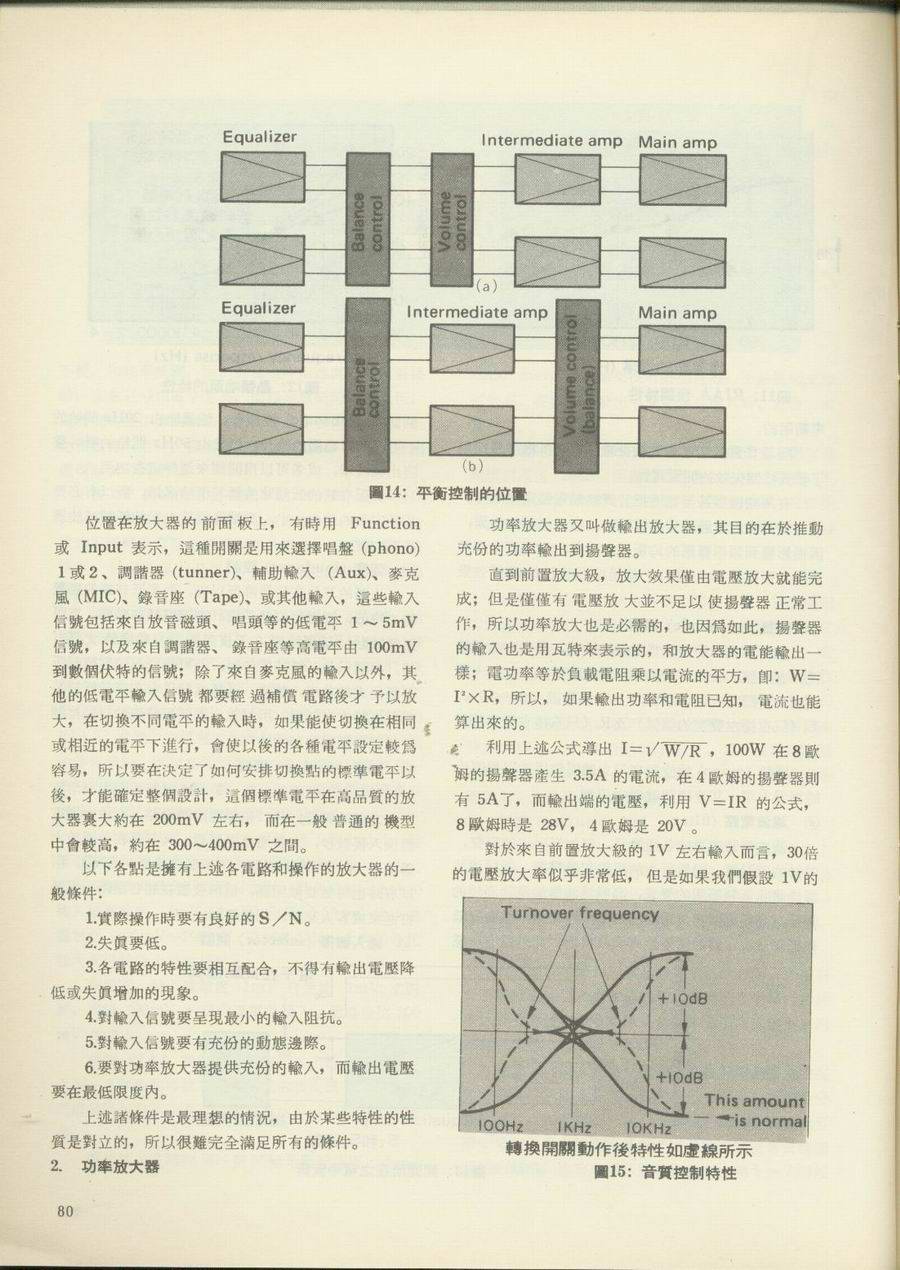 Equalizer
Intermediate amp
Main amp
Balance control
Volume control
(a)
Equalizer
Intermediate amp
Main amp
Balance control
Volume control (balance)
(b)
圖14：平衡控制的位置
位置在放大器的前面板上，有時用 Function
或 Input 表示，這種開關是用來選擇唱盤 (phono)
1或2、調諧器 (tunner)、輔助輸入 (Aux)、麥克
風 (MIC)、錄音座 (Tape)、或其他輸入，這些輸入
信號包括來自放音磁頭、唱頭等的低電平 1～5mV
信號，以及來自調諧器、錄音座等高電平由 100mV
到數個伏特的信號；除了來自麥克風的輸入以外，其
他的低電平輸入信號都要經過補償電路後才予以放
大，在切換不同電平的輸入時，如果能使切換在相同
或相近的電平下進行，會使以後的各種電平設定較爲
容易，所以要在決定了如何安排切換點的標準電平以
後，才能確定整個設計，這個標準電平在高品質的放
大器裏大約在 200mV 左右，而在一般普通的機型
中會較高，約在 300～400mV 之間。
以下各點是擁有上述各電路和操作的放大器的一
般條件：
1.實際操作時要有良好的S／N。
2.失眞要低。
3.各電路的特性要相互配合，不得有輸出電壓降
低或失眞增加的現象。
4.對輸入信號要呈現最小的輸入阻抗。
5.對輸入信號要有充份的動態邊際。
6.要對功率放大器提供充份的輸入，而輸出電壓
要在最低限度內。
上述諸條件是最理想的情況，由於某些特性的性
質是對立的，所以很難完全滿足所有的條件。
2. 功率放大器
功率放大器又叫做輸出放大器，其目的在於推動
充份的功率輸出到揚聲器。
直到前置放大級，放大效果僅由電壓放大就能完
成；但是僅僅有電壓放大並不足以使揚聲器正常工
作，所以功率放大也是必需的，也因爲如此，揚聲器
的輸入也是用瓦特來表示的，和放大器的電能輸出一
樣；電功率等於負載電阻乘以電流的平方，卽：W=
I²×R，所以，如果輸出功率和電阻已知，電流也能
算出來的。
利用上述公式導出 I=√W/R，100W 在8歐
姆的揚聲器產生 3.5A 的電流，在4歐姆的揚聲器則
有 5A了，而輸出端的電壓，利用 V=IR 的公式，
8歐姆時是 28V，4歐姆是 20V。
對於來自前置放大級的 1V 左右輸入而言，30倍
的電壓放大率似乎非常低，但是如果我們假設 1V的
Turnover frequency
+10dB
+10dB
This amount
is normal
100Hz 1KHz 10KHz
轉換開關動作後特性如虛線所示
圖15：音質控制特性
80